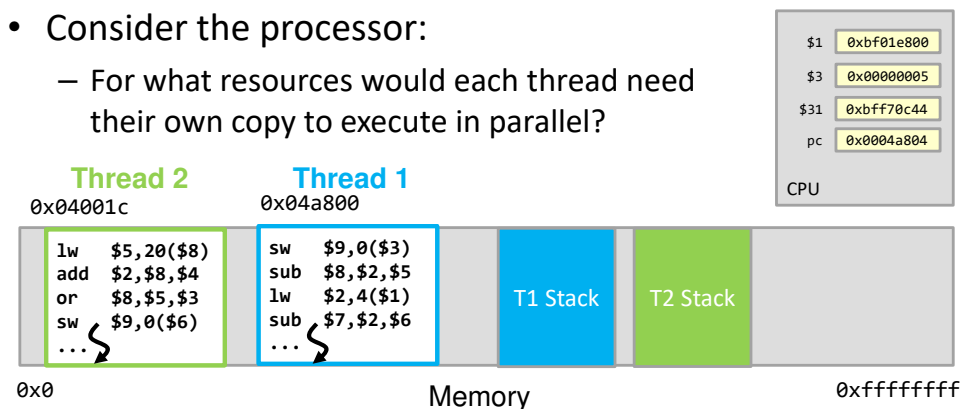 • Consider the processor:
– For what resources would each thread need
their own copy to execute in parallel?
$1 0xbf01e800
$3 0x00000005
$31 0xbff70c44
pc 0x0004a804
CPU
Thread 2
0x04001c
Thread 1
0x04a800
lw $5,20($8)
add $2,$8,$4
or $8,$5,$3
sw $9,0($6)
...
sw $9,0($3)
sub $8,$2,$5
lw $2,4($1)
sub $7,$2,$6
...
T1 Stack
T2 Stack
0x0
Memory
0xffffffff